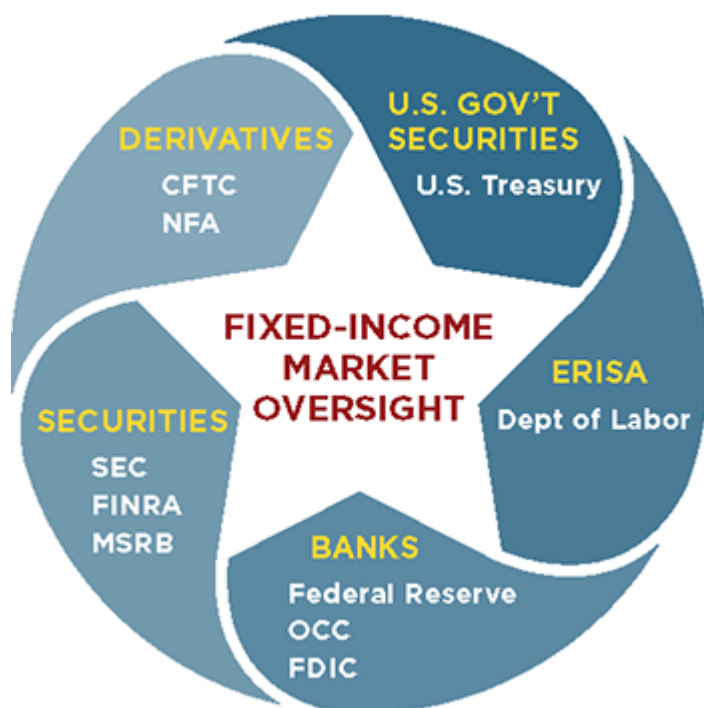 FIXED-INCOME
MARKET
OVERSIGHT
U.S. GOV'T
SECURITIES
U.S. Treasury
ERISA
Dept of Labor
BANKS
Federal Reserve
OCC
FDIC
SECURITIES
SEC
FINRA
MSRB
DERIVATIVES
CFTC
NFA